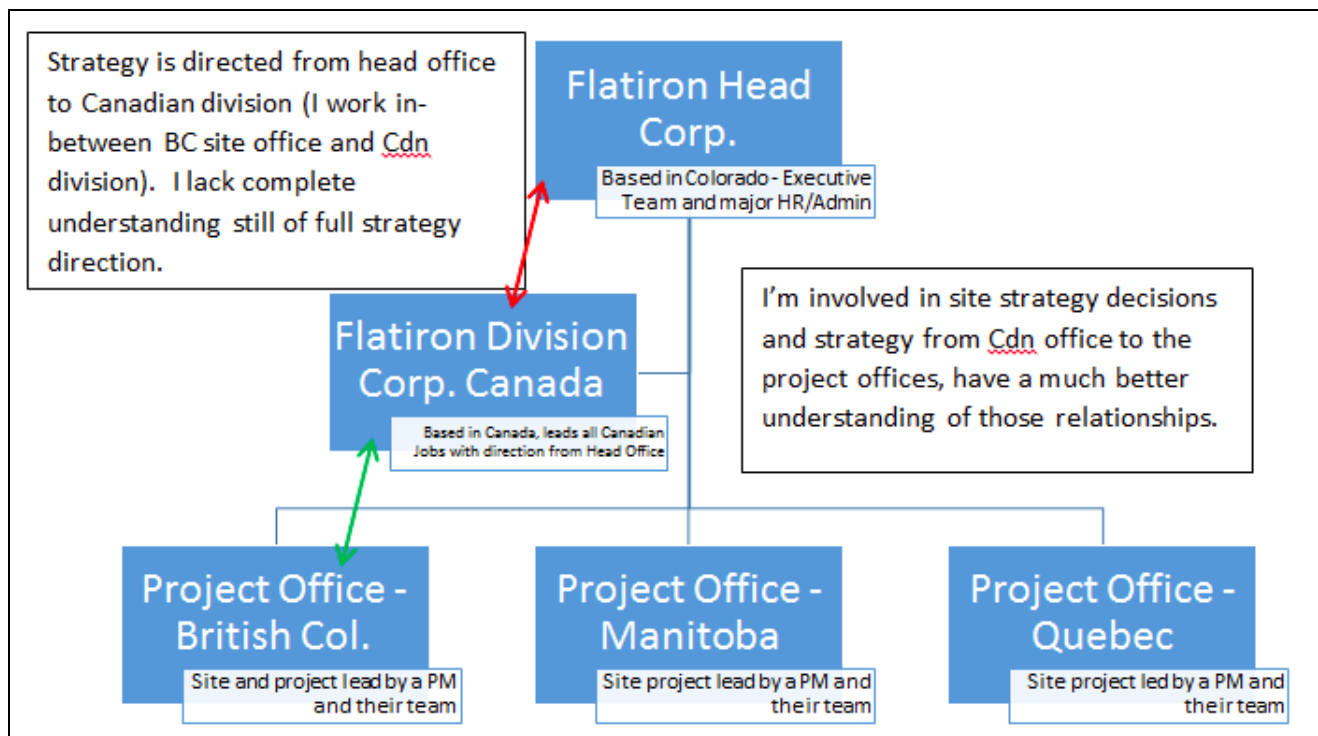 Strategy is directed from head office
to Canadian division (I work in-
between BC site office and Cdn
division).  I lack complete
understanding still of full strategy
direction.
Flatiron Head
Corp.
Based in Colorado - Executive
Team and major HR/Admin
I'm involved in site strategy decisions
and strategy from Cdn office to the
project offices, have a much better
understanding of those relationships.
Flatiron Division
Corp. Canada
Based in Canada, leads all Canadian
Jobs with direction from Head Office
Project Office -
British Col.
Site and project lead by a PM
and their team
Project Office -
Manitoba
Site project lead by a PM and
their team
Project Office -
Quebec
Site project led by a PM and
their team